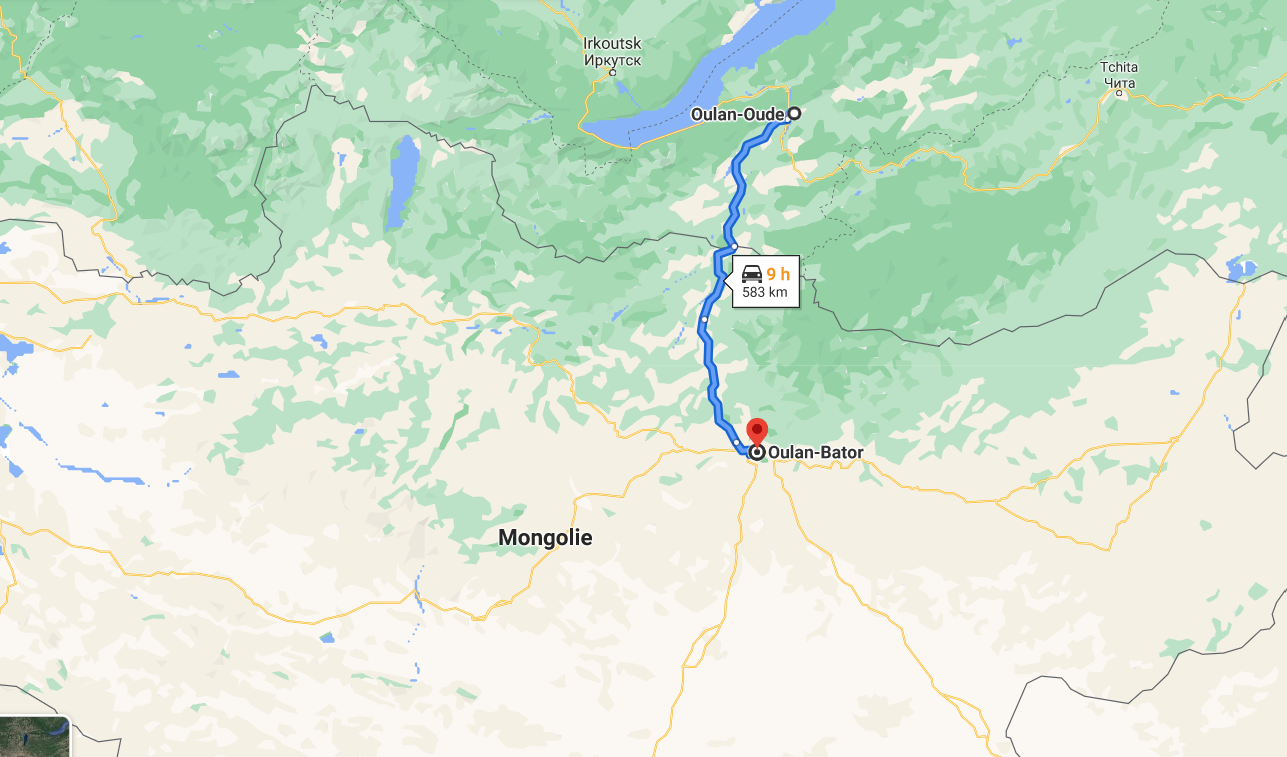 Irkoutsk
Иркутск
Tchita
Чита
Oulan-Oude
9 h
583 km
Oulan-Bator
Mongolie